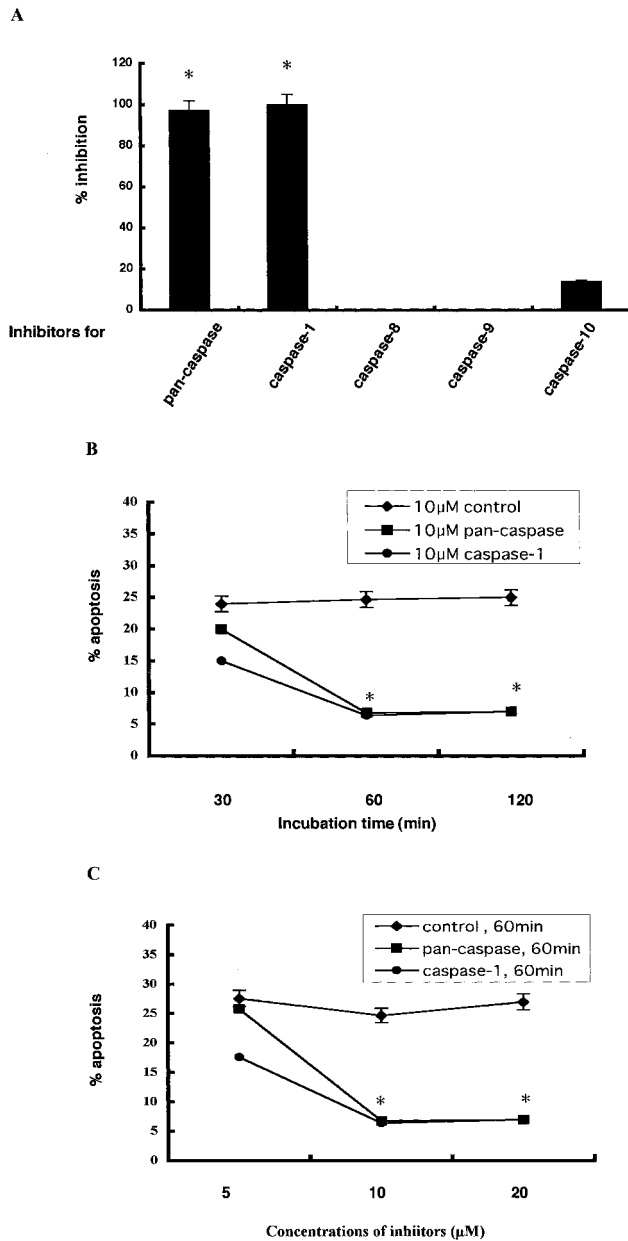 A
120
100
80
60
40
20
0
% inhibition
*
*
Inhibitors for
pan-caspase
caspase-1
caspase-8
caspase-9
caspase-10
B
40
35
30
25
20
15
10
5
0
% apoptosis
10μM control
10μM pan-caspase
10μM caspase-1
*
*
30
60
120
Incubation time (min)
C
40
35
30
25
20
15
10
5
0
% apoptosis
control , 60min
pan-caspase, 60min
caspase-1, 60min
*
*
5
10
20
Concentrations of inhiitors (μM)